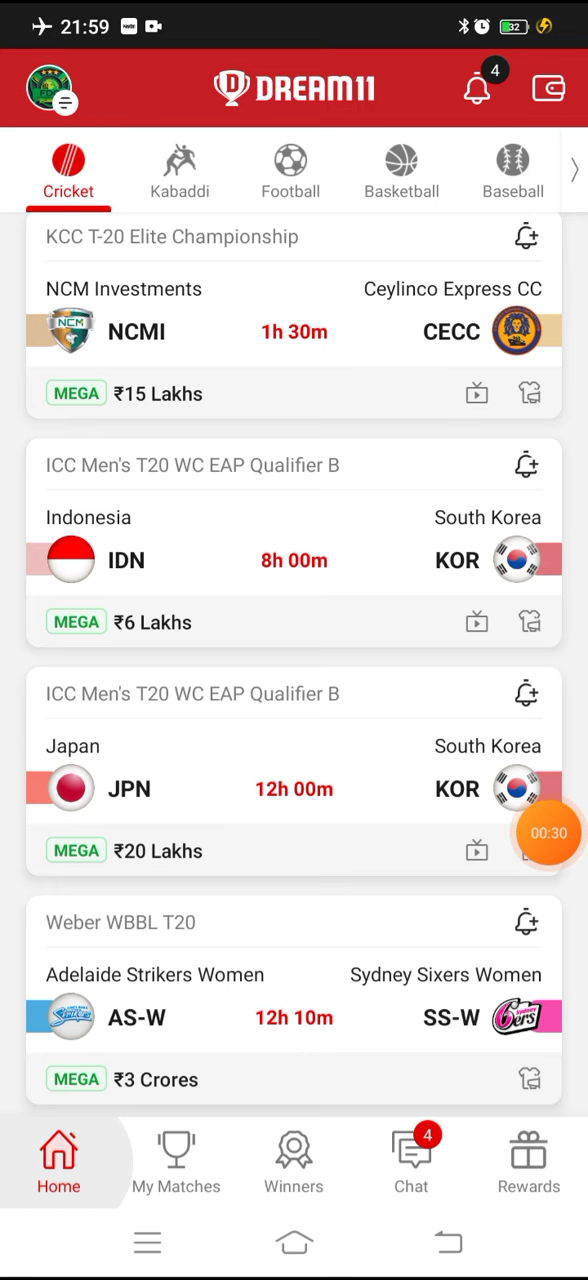 21:59
32
DREAM11
4
Cricket
Kabaddi
Football
Basketball
Baseball
KCC T-20 Elite Championship
NCM Investments
Ceylinco Express CC
NCM
NCMI
1h 30m
CECC
MEGA ₹15 Lakhs
ICC Men's T20 WC EAP Qualifier B
Indonesia
South Korea
IDN
8h 00m
KOR
MEGA ₹6 Lakhs
ICC Men's T20 WC EAP Qualifier B
Japan
South Korea
JPN
12h 00m
KOR
00:30
MEGA ₹20 Lakhs
Weber WBBL T20
Adelaide Strikers Women
Sydney Sixers Women
AS-W
12h 10m
SS-W
6ers
MEGA ₹3 Crores
4
Home
My Matches
Winners
Chat
Rewards